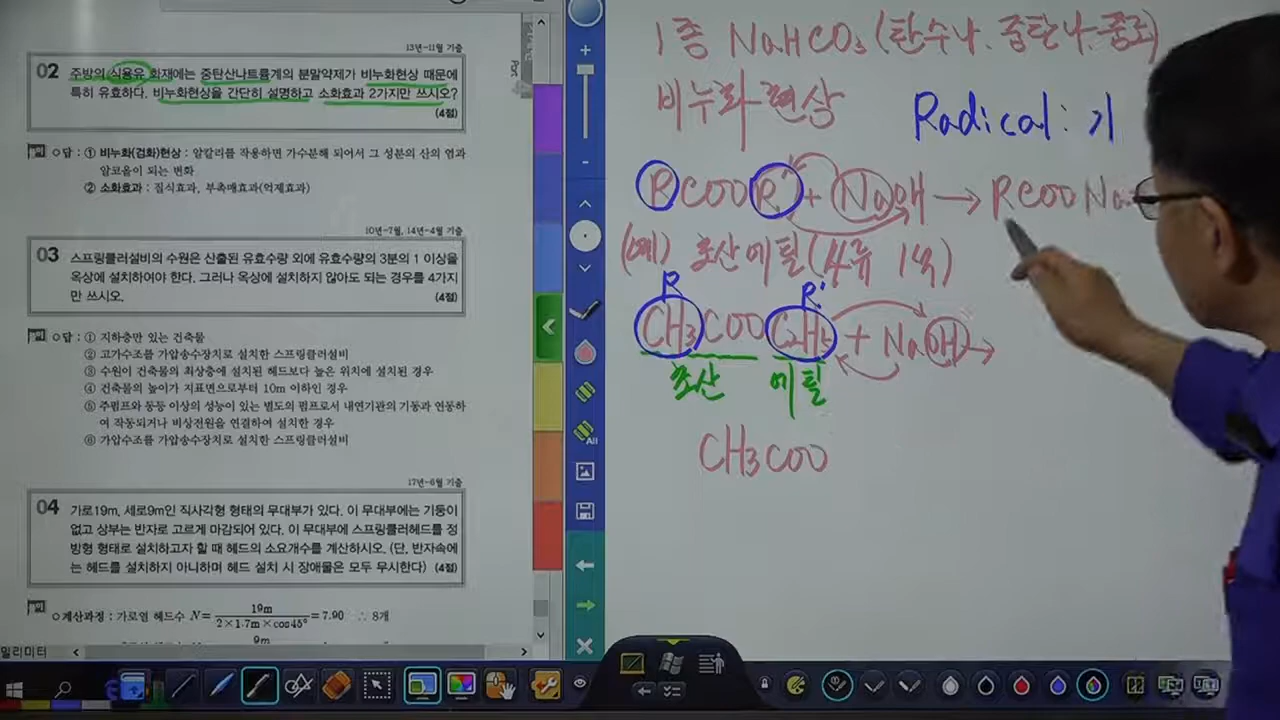 13년-11월 기출
02 주방의 식용유 화재에는 중탄산나트륨계의 분말약제가 비누화현상 때문에
특히 유효하다. 비누화현상을 간단히 설명하고 소화효과 2가지만 쓰시오?
(4점)
○답 : ① 비누화(검화)현상 : 알칼리를 작용하면 가수분해 되어서 그 성분의 산의 염과
알코올이 되는 변화
② 소화효과 : 질식효과, 부촉매효과(억제효과)
10년-7월, 14년-4월 기출
03 스프링클러설비의 수원은 산출된 유효수량 외에 유효수량의 3분의 1 이상을
옥상에 설치하여야 한다. 그러나 옥상에 설치하지 않아도 되는 경우를 4가지
만 쓰시오. (4점)
○답 : ① 지하층만 있는 건축물
② 고가수조를 가압송수장치로 설치한 스프링클러설비
③ 수원이 건축물의 최상층에 설치된 헤드보다 높은 위치에 설치된 경우
④ 건축물의 높이가 지표면으로부터 10m 이하인 경우
⑤ 주펌프와 동등 이상의 성능이 있는 별도의 펌프로서 내연기관의 기동과 연동하
여 작동되거나 비상전원을 연결하여 설치한 경우
⑥ 가압수조를 가압송수장치로 설치한 스프링클러설비
17년-6월 기출
04 가로19m, 세로9m인 직사각형 형태의 무대부가 있다. 이 무대부에는 기둥이
없고 상부는 반자로 고르게 마감되어 있다. 이 무대부에 스프링클러헤드를 정
방형 형태로 설치하고자 할 때 헤드의 소요개수를 계산하시오. (단, 반자속에
는 헤드를 설치하지 아니하며 헤드 설치 시 장애물은 모두 무시한다) (4점)
○계산과정 : 가로열 헤드수 N = 19m / 2×1.7m×cos45° = 7.90 ∴ 8개
9m
밀리미터
All
1종 NaHCO3 (탄수나, 중탄나, 중조)
비누화현상
Radical : 기
RCOOR' + NaOH → RCOONa
(예) 초산에틸 (4류 1석)
R R'
CH3COOC2H5 + NaOH →
초산 에틸
CH3COO